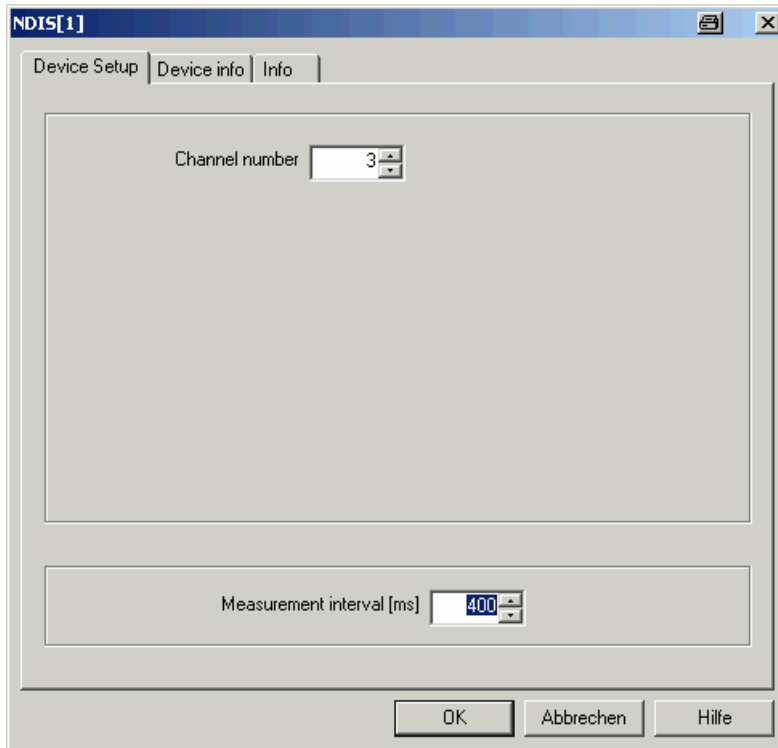 NDIS[1]
Device Setup Device info Info
Channel number 3
Measurement interval [ms] 400
OK Abbrechen Hilfe